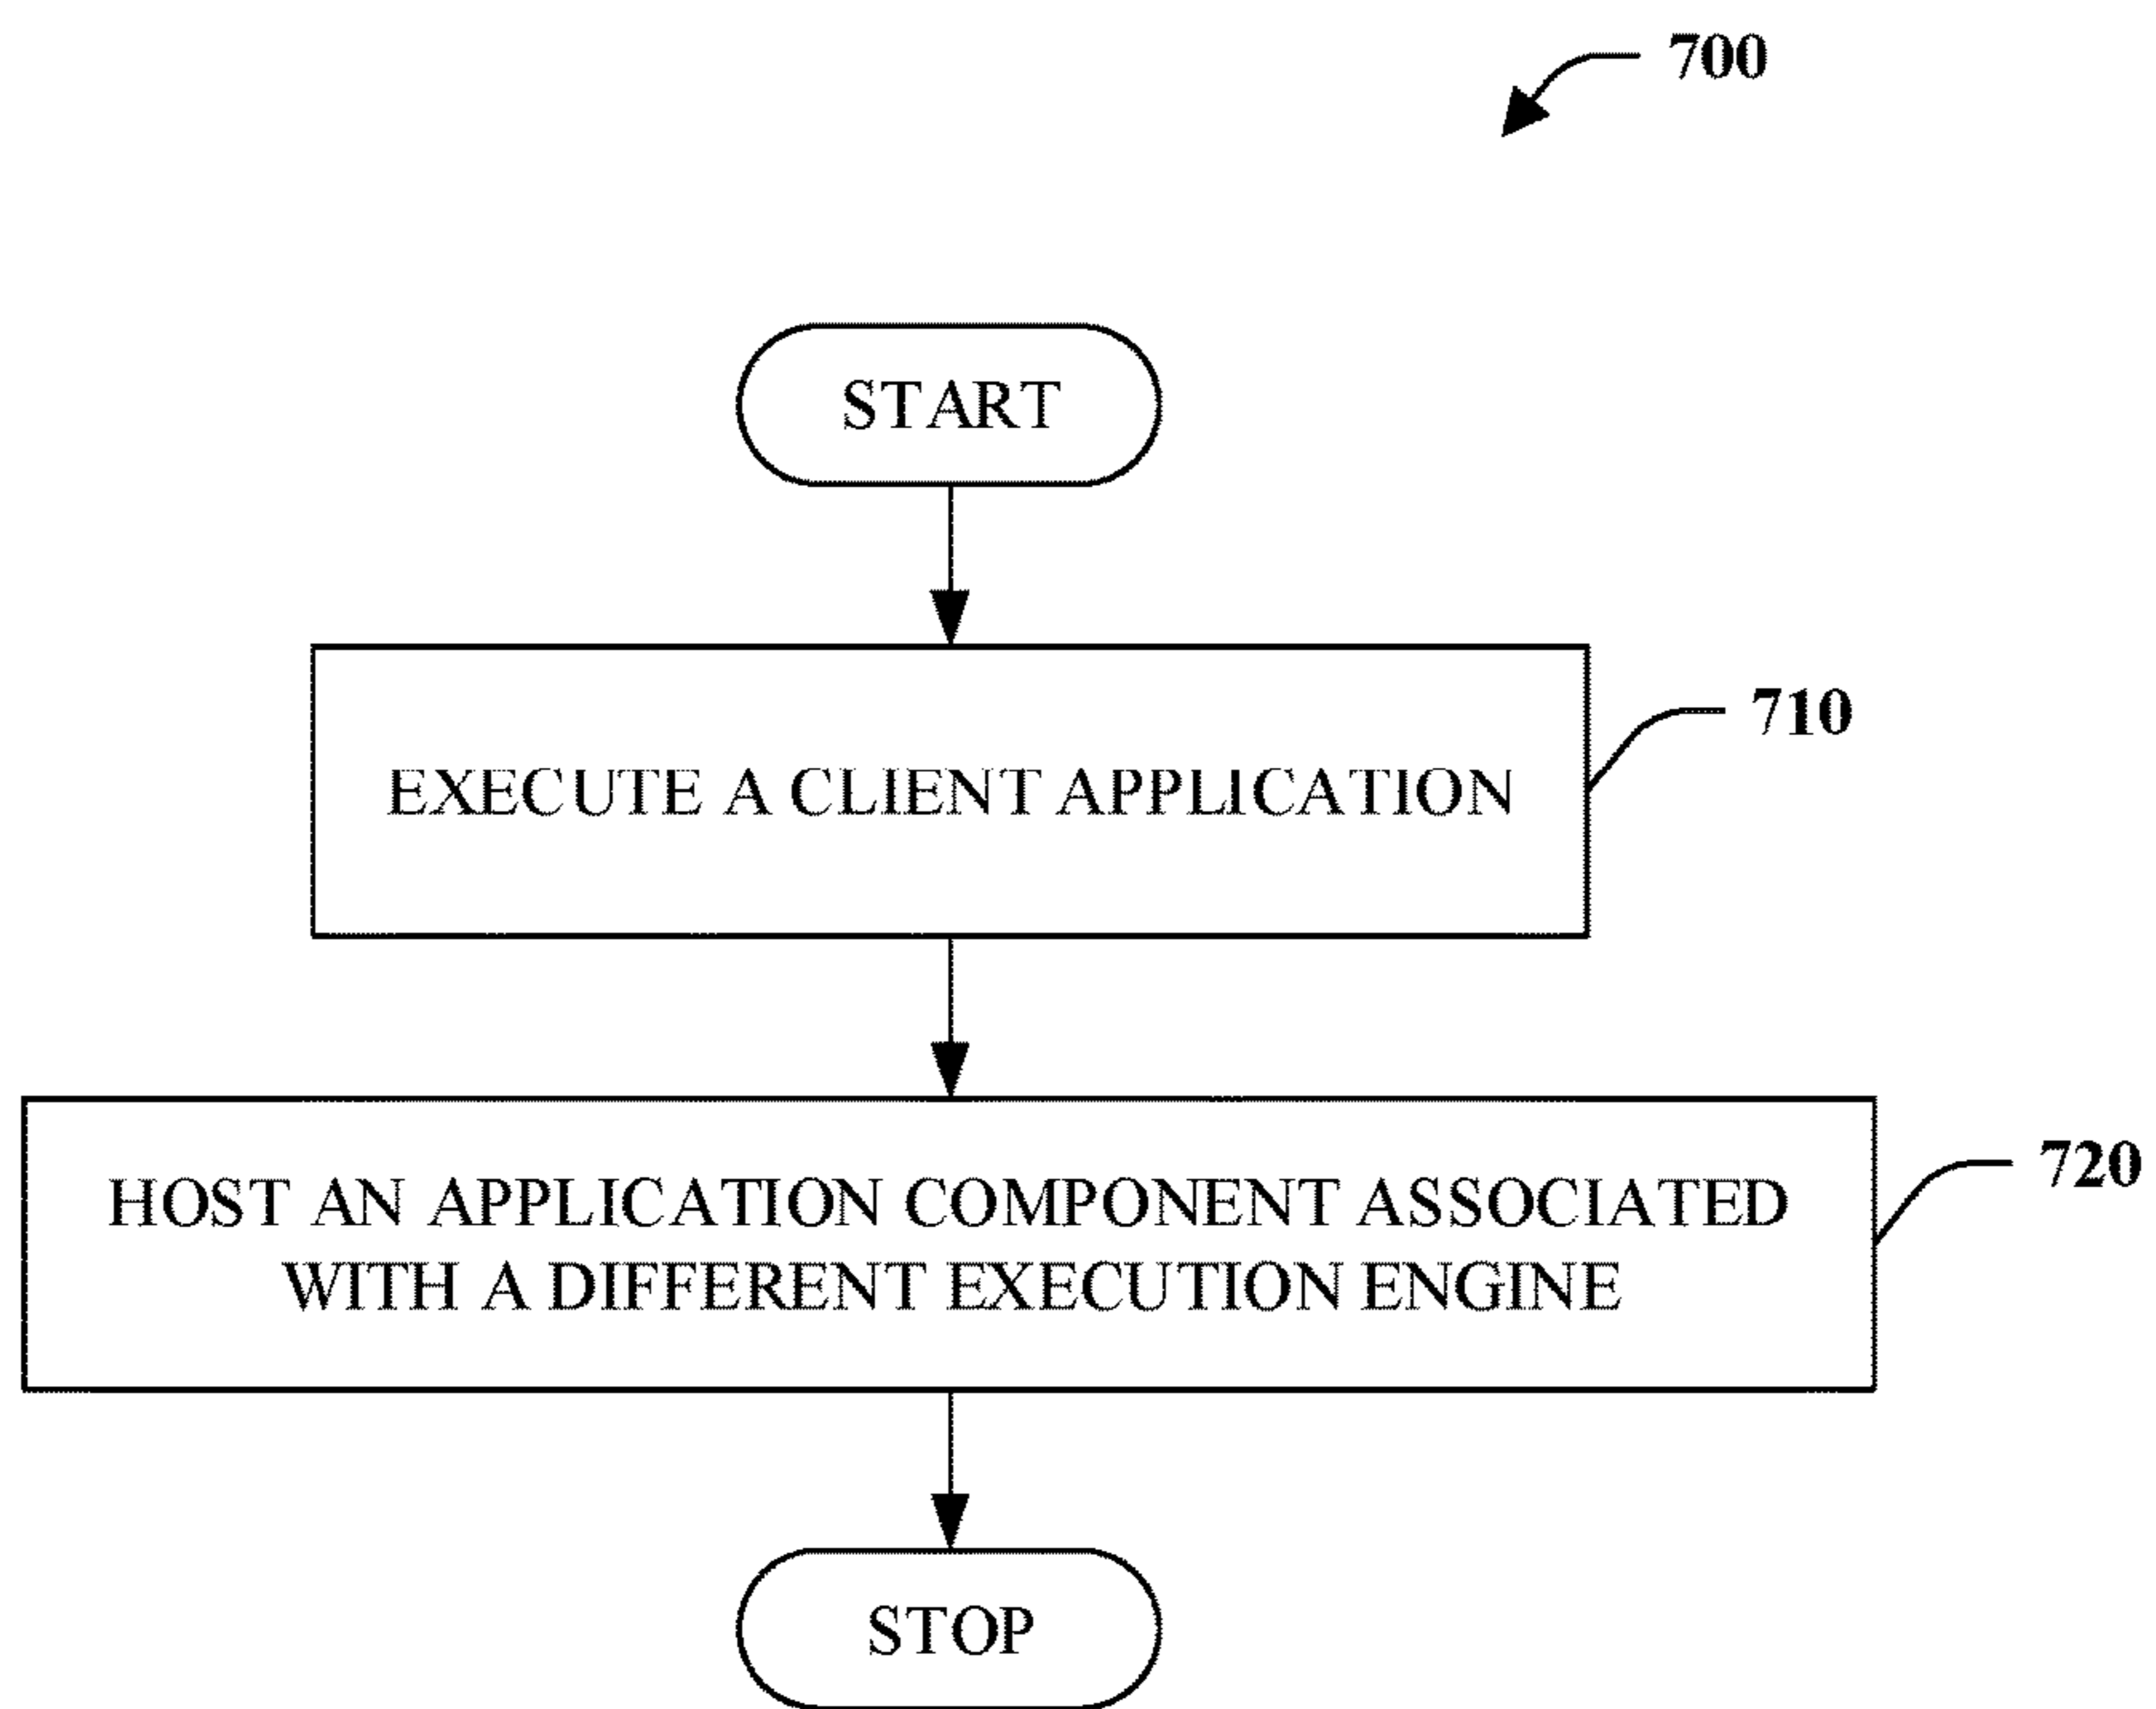 700
START
EXECUTE A CLIENT APPLICATION
710
HOST AN APPLICATION COMPONENT ASSOCIATED
WITH A DIFFERENT EXECUTION ENGINE
720
STOP